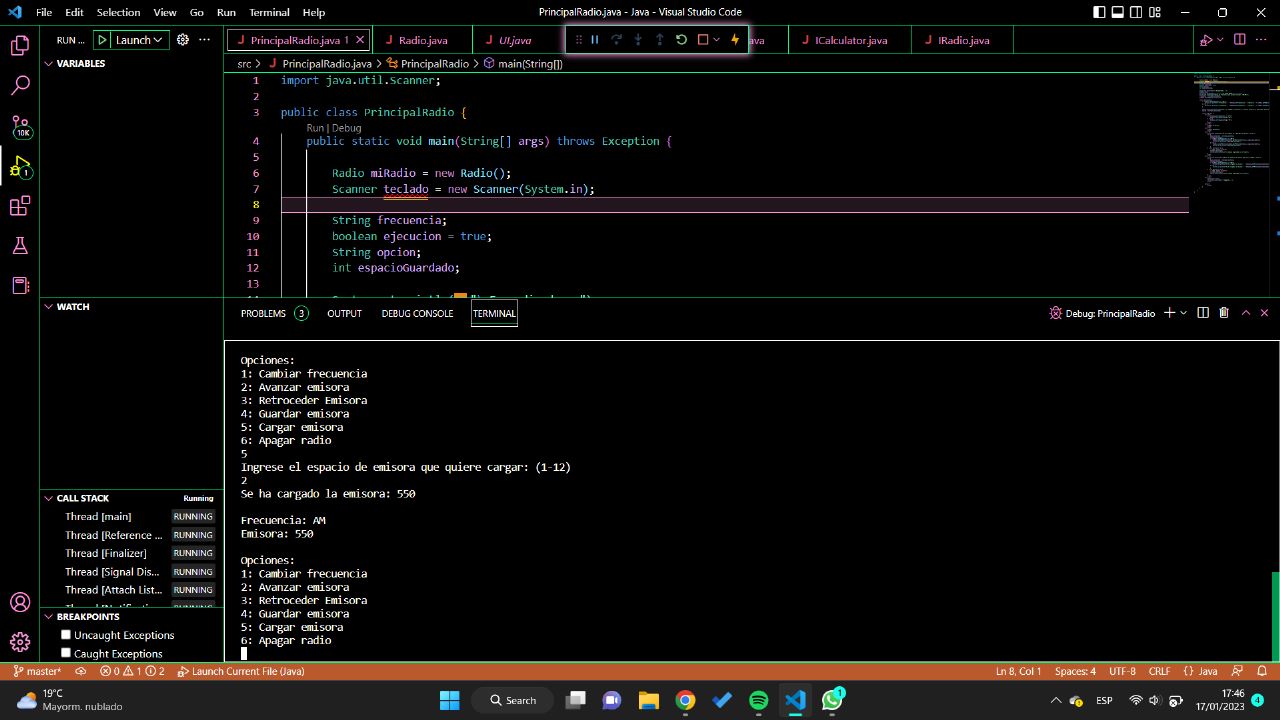 File Edit Selection View Go Run Terminal Help
PrincipalRadio.java - Java - Visual Studio Code
RUN ... Launch
PrincipalRadio.java 1
Radio.java
UI.java
ava
ICalculator.java
IRadio.java
src > PrincipalRadio.java > PrincipalRadio > main(String[])
VARIABLES
1 import java.util.Scanner;
2
3 public class PrincipalRadio {
Run | Debug
4 public static void main(String[] args) throws Exception {
5
6 Radio miRadio = new Radio();
7 Scanner teclado = new Scanner(System.in);
8
9 String frecuencia;
10 boolean ejecucion = true;
11 String opcion;
12 int espacioGuardado;
13
WATCH
PROBLEMS 3 OUTPUT DEBUG CONSOLE TERMINAL
Debug: PrincipalRadio
Opciones:
1: Cambiar frecuencia
2: Avanzar emisora
3: Retroceder Emisora
4: Guardar emisora
5: Cargar emisora
6: Apagar radio
5
Ingrese el espacio de emisora que quiere cargar: (1-12)
2
Se ha cargado la emisora: 550
Frecuencia: AM
Emisora: 550
Opciones:
1: Cambiar frecuencia
2: Avanzar emisora
3: Retroceder Emisora
4: Guardar emisora
5: Cargar emisora
6: Apagar radio
CALL STACK Running
Thread [main] RUNNING
Thread [Reference ... RUNNING
Thread [Finalizer] RUNNING
Thread [Signal Dis... RUNNING
Thread [Attach List... RUNNING
BREAKPOINTS
Uncaught Exceptions
Caught Exceptions
10K
1
master* 0 1 2 Launch Current File (Java)
Ln 8, Col 1 Spaces: 4 UTF-8 CRLF {} Java
19°C
Mayorm. nublado
Search
1
ESP
17:46
17/01/2023
4